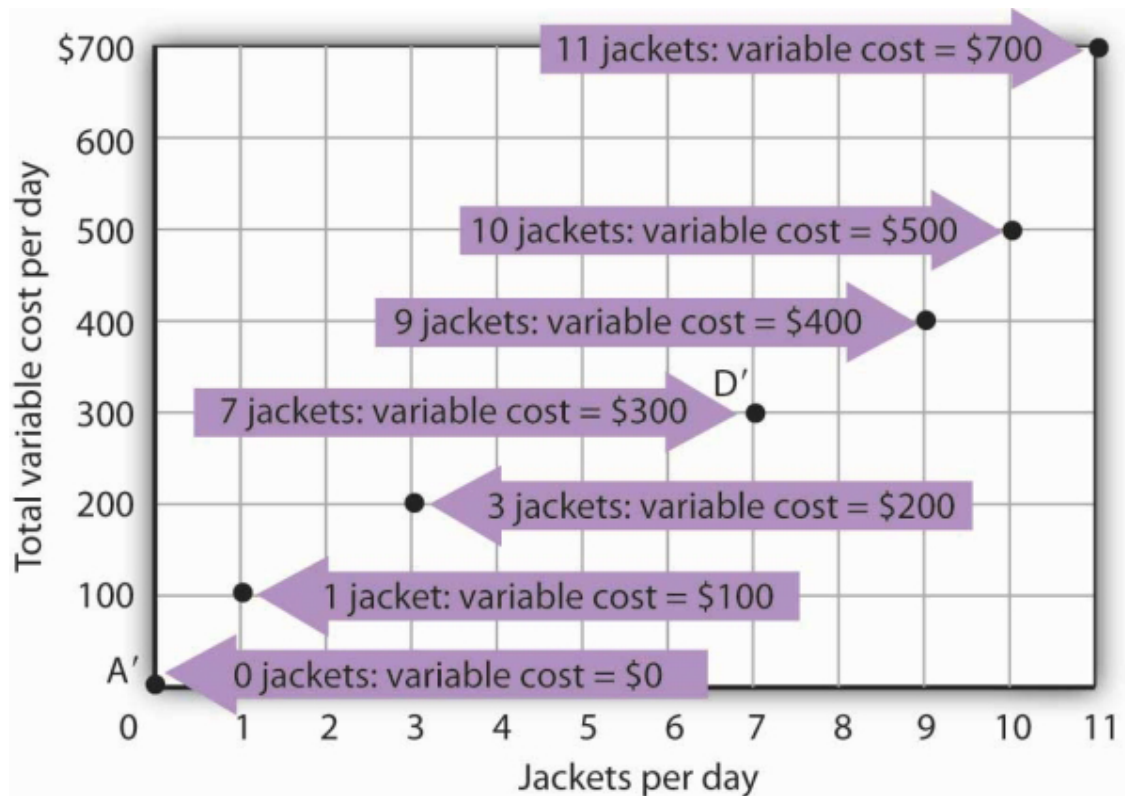 $700
11 jackets: variable cost = $700
600
500
10 jackets: variable cost = $500
400
9 jackets: variable cost = $400
D′
300
7 jackets: variable cost = $300
200
3 jackets: variable cost = $200
100
1 jacket: variable cost = $100
A′
0 jackets: variable cost = $0
0 1 2 3 4 5 6 7 8 9 10 11
Jackets per day
Total variable cost per day